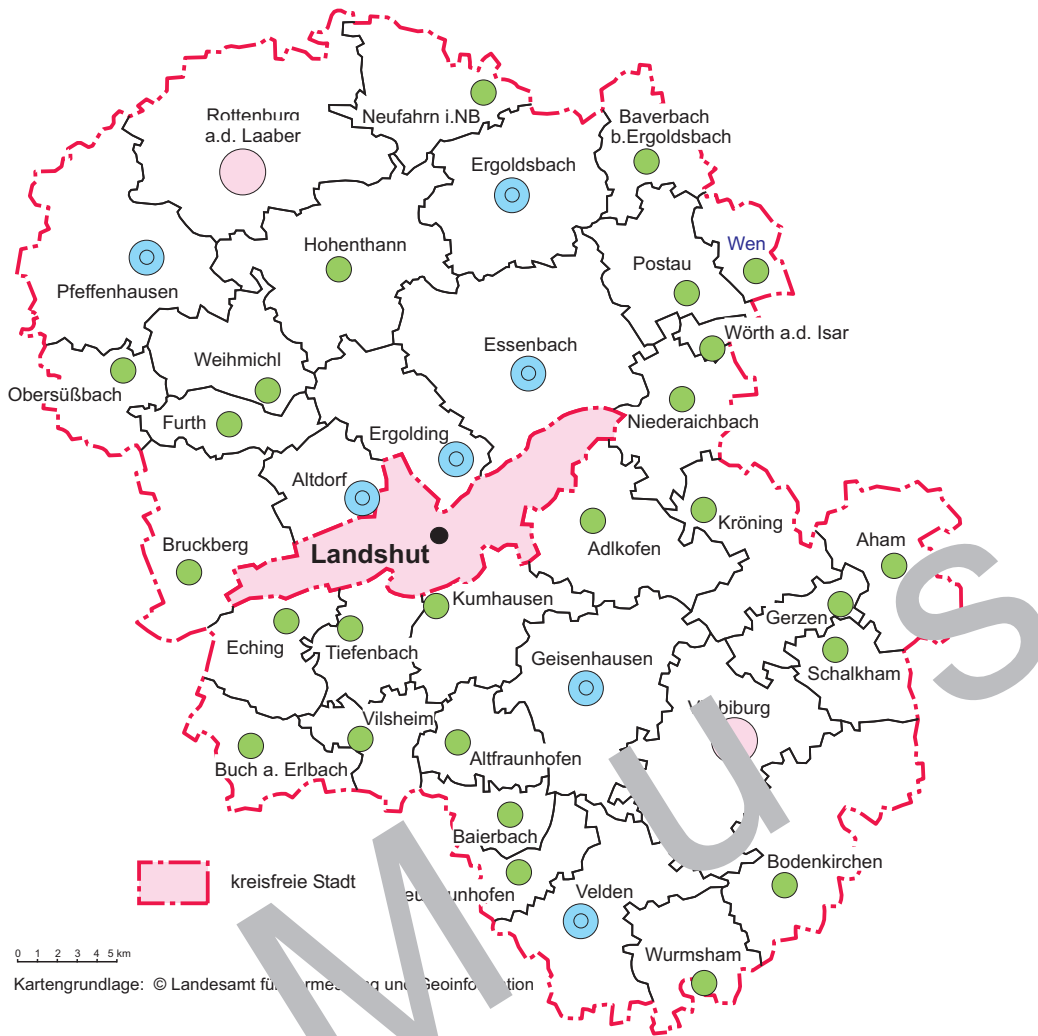 Rottenburg
a.d. Laaber
Neufahrn i.NB
Baverbach
b.Ergoldsbach
Ergoldsbach
Hohenthann
Wen
Postau
Pfeffenhausen
Wörth a.d. Isar
Essenbach
Weihmichl
Obersüßbach
Furth
Niederaichbach
Ergolding
Altdorf
Kröning
Landshut
Adlkofen
Aham
Bruckberg
Kumhausen
Gerzen
Eching
Tiefenbach
Geisenhausen
Schalkham
Vilsheim
Altfraunhofen
Buch a. Erlbach
Baierbach
Bodenkirchen
kreisfreie Stadt
Velden
Wurmsham
0 1 2 3 4 5 km
Kartengrundlage: © Landesamt und
Mus